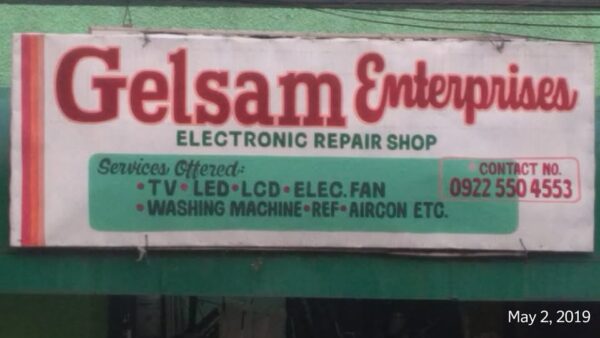 Gelsam Enterprises
ELECTRONIC REPAIR SHOP
Services Offered:
• TV • LED • LCD • ELEC. FAN
• WASHING MACHINE • REF • AIRCON ETC.
CONTACT NO.
0922 550 4553
May 2, 2019